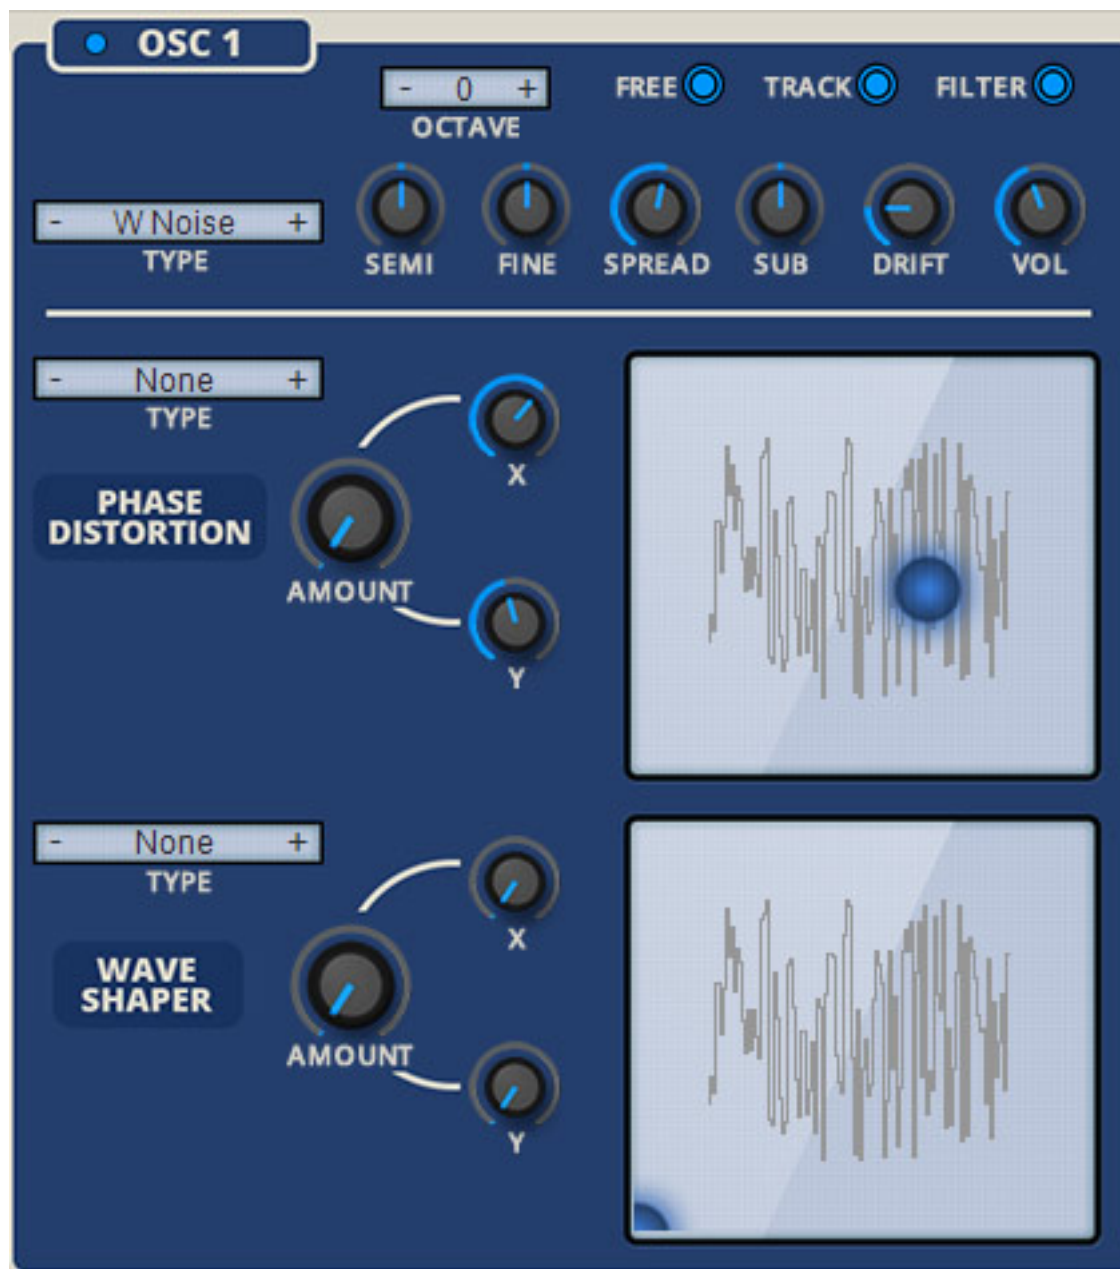 OSC 1
- 0 +
OCTAVE
FREE
TRACK
FILTER
- W Noise +
TYPE
SEMI
FINE
SPREAD
SUB
DRIFT
VOL
- None +
TYPE
PHASE
DISTORTION
AMOUNT
X
Y
- None +
TYPE
WAVE
SHAPER
AMOUNT
X
Y